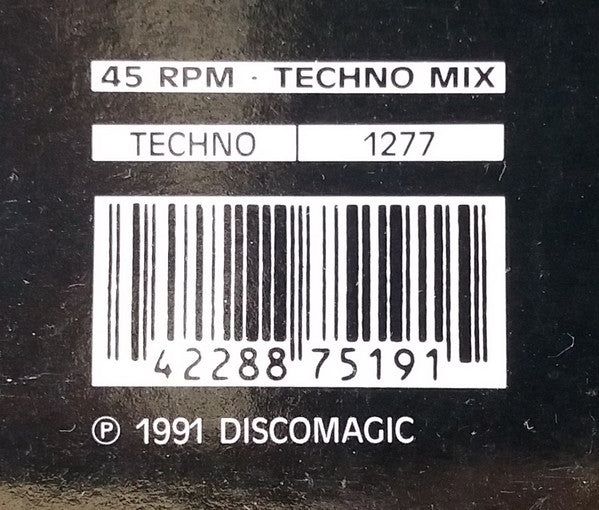 45 RPM · TECHNO MIX
TECHNO 1277
42288 75191
℗ 1991 DISCOMAGIC